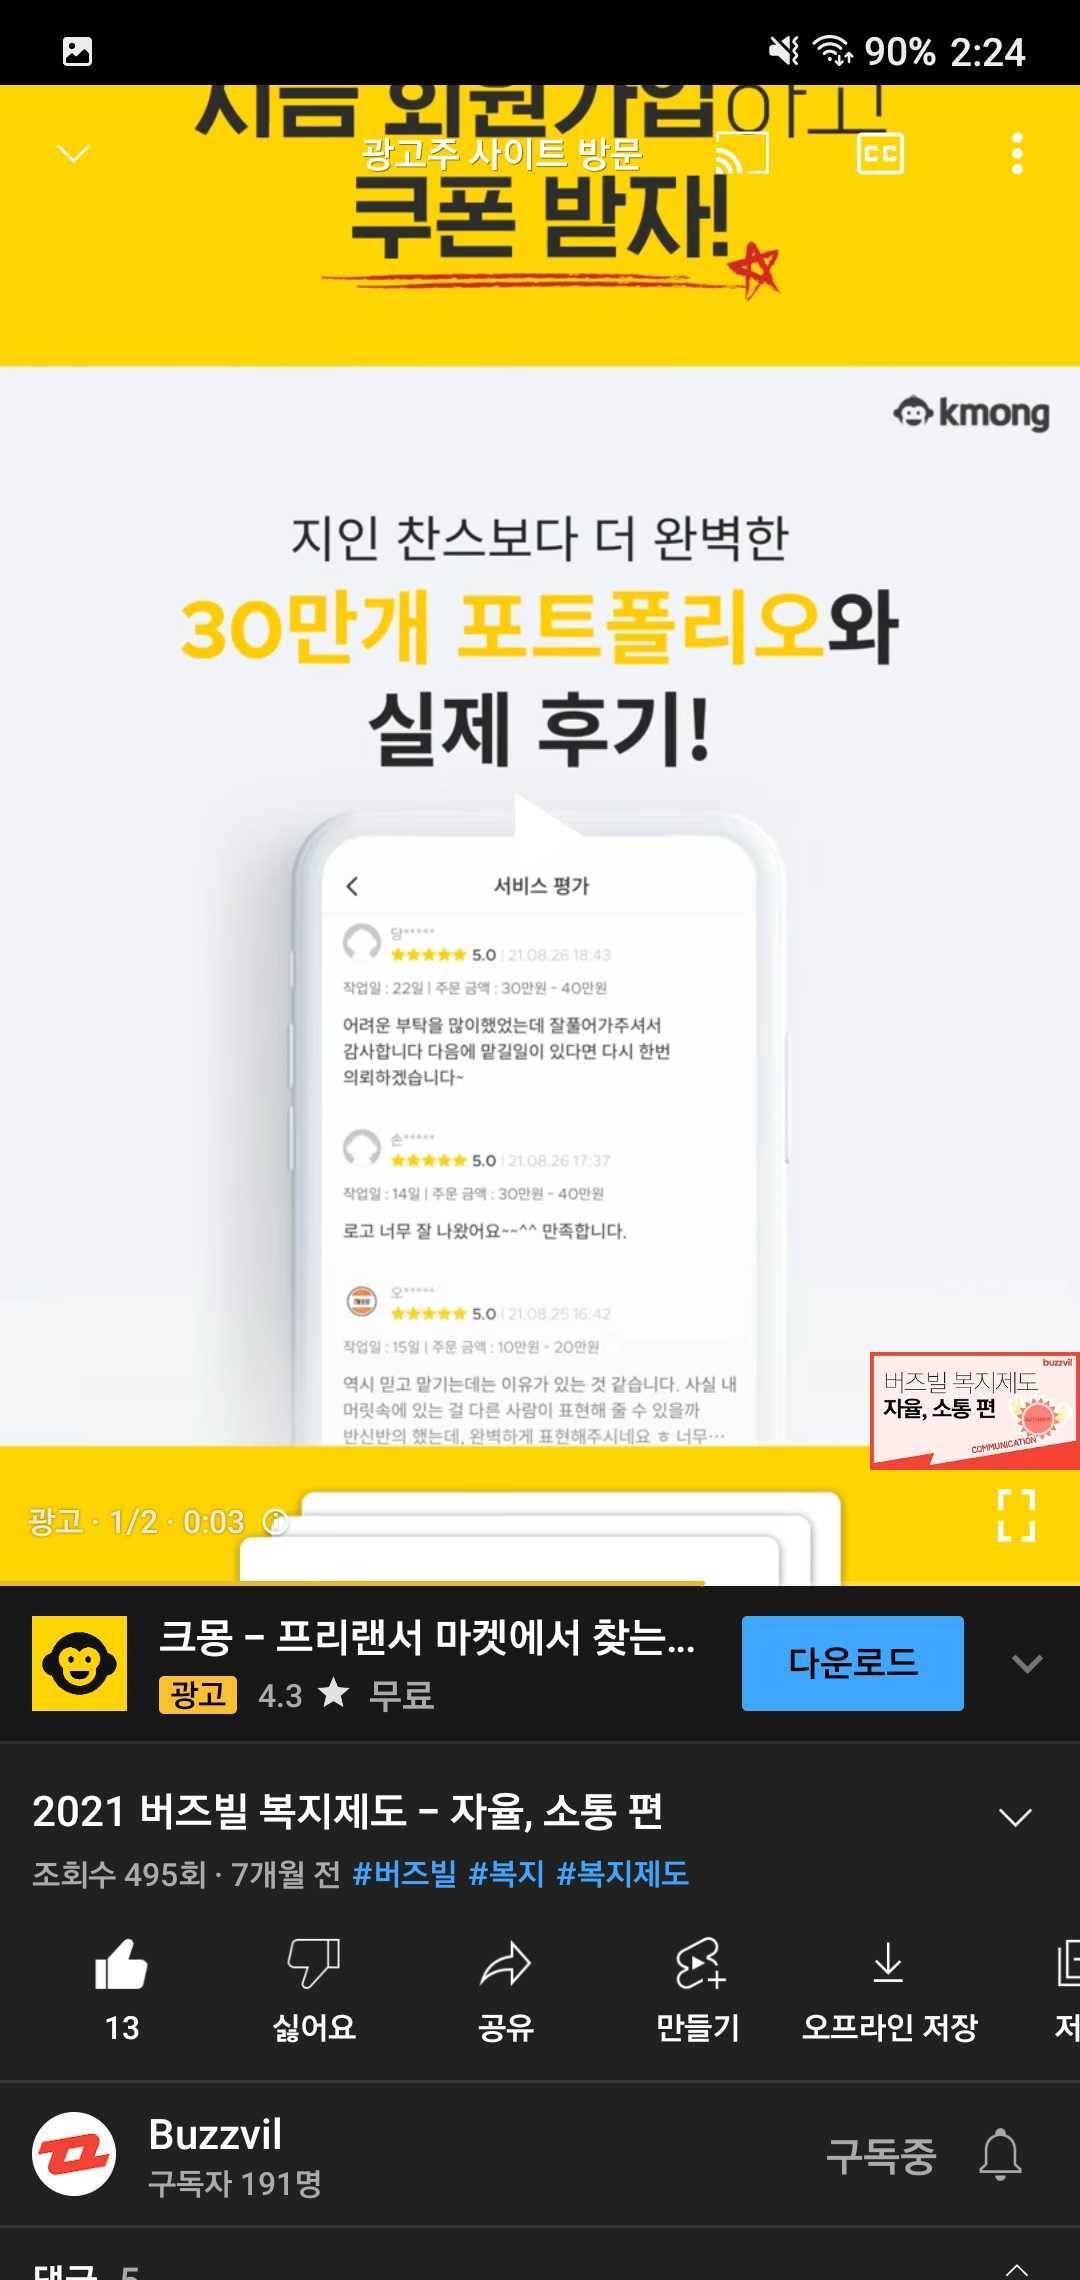 90% 2:24
지금 회원가입하고
광고주 사이트 방문
CC
쿠폰 받자!
kmong
지인 찬스보다 더 완벽한
30만개 포트폴리오와
실제 후기!
서비스 평가
당*****
5.0 | 21.08.26 18:43
작업일 : 22일 | 주문 금액 : 30만원 - 40만원
어려운 부탁을 많이했었는데 잘풀어가주셔서
감사합니다 다음에 맡길일이 있다면 다시 한번
의뢰하겠습니다~
손*****
5.0 | 21.08.26 17:37
작업일 : 14일 | 주문 금액 : 30만원 - 40만원
로고 너무 잘 나왔어요~~^^ 만족합니다.
오*****
5.0 | 21.08.25 16:42
작업일 : 15일 | 주문 금액 : 10만원 - 20만원
역시 믿고 맡기는데는 이유가 있는 것 같습니다. 사실 내
머릿속에 있는 걸 다른 사람이 표현해 줄 수 있을까
반신반의 했는데, 완벽하게 표현해주시네요 ㅎ 너무…
buzzvil
버즈빌 복지제도
자율, 소통 편
COMMUNICATION
광고 · 1/2 · 0:03
크몽 – 프리랜서 마켓에서 찾는...
광고 4.3 ★ 무료
다운로드
2021 버즈빌 복지제도 – 자율, 소통 편
조회수 495회 · 7개월 전 #버즈빌 #복지 #복지제도
13 싫어요 공유 만들기 오프라인 저장
Buzzvil
구독자 191명
구독중
댓글 5